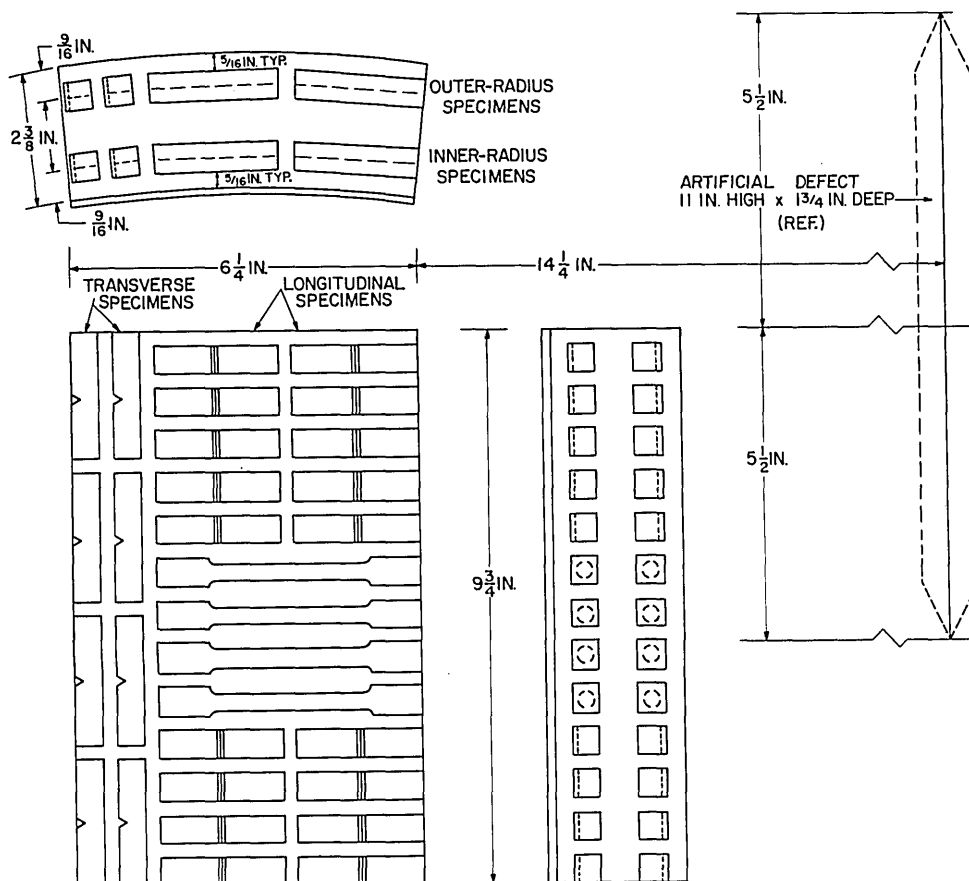 9/16 IN.
5/16 IN. TYP.
OUTER-RADIUS
SPECIMENS
2 3/8 IN.
INNER-RADIUS
SPECIMENS
5/16 IN. TYP.
9/16 IN.
5 1/2 IN.
ARTIFICIAL DEFECT
11 IN. HIGH x 1 3/4 IN. DEEP
(REF.)
6 1/4 IN.
14 1/4 IN.
TRANSVERSE
SPECIMENS
LONGITUDINAL
SPECIMENS
5 1/2 IN.
9 3/4 IN.